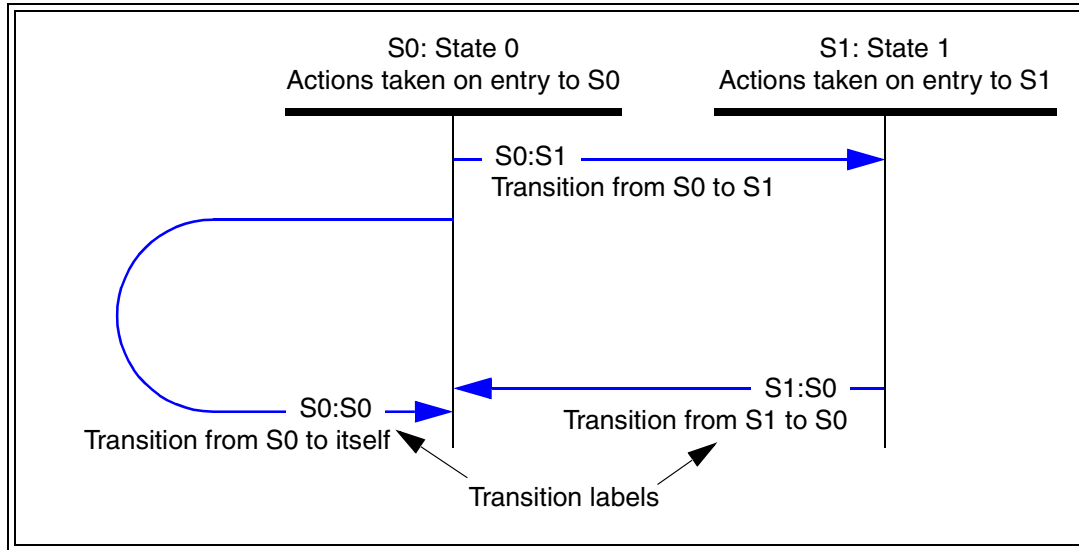 S0: State 0
Actions taken on entry to S0
S1: State 1
Actions taken on entry to S1
S0:S1
Transition from S0 to S1
S1:S0
Transition from S1 to S0
S0:S0
Transition from S0 to itself
Transition labels